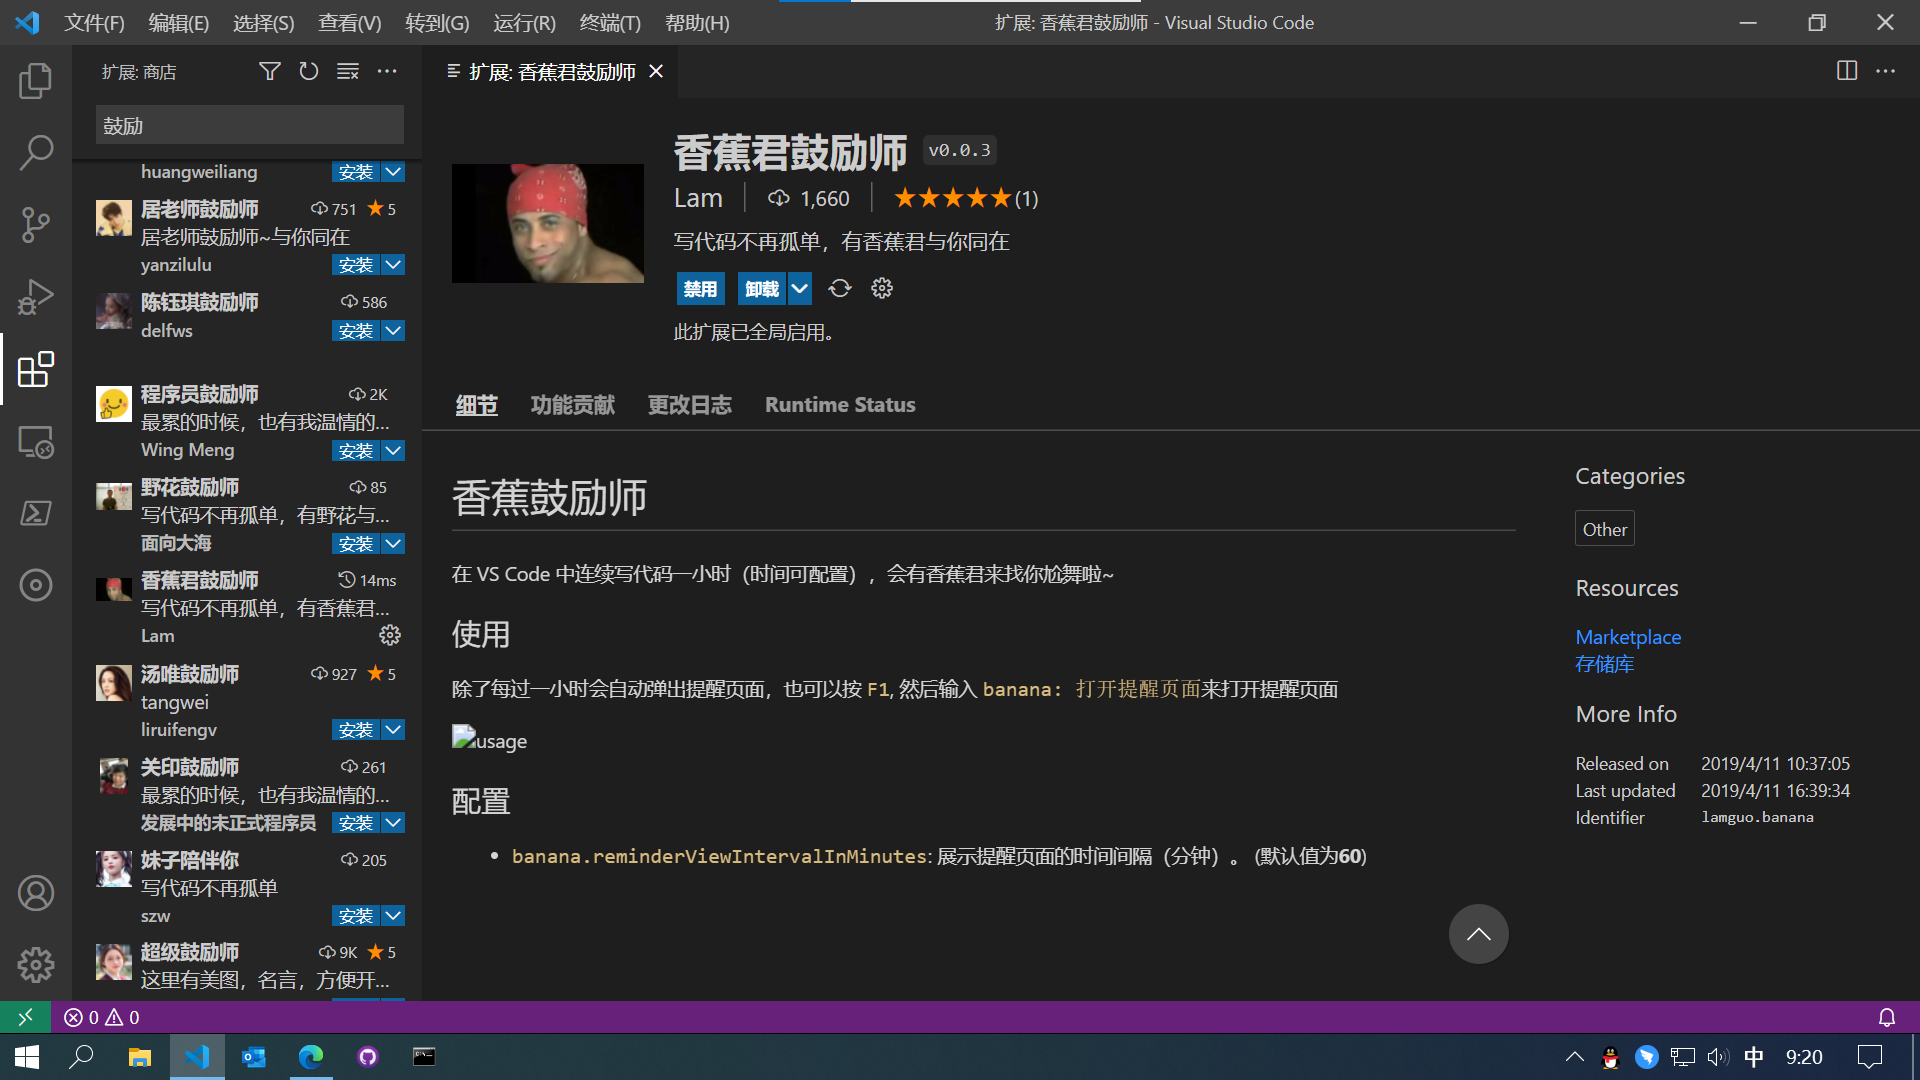 文件(F) 编辑(E) 选择(S) 查看(V) 转到(G) 运行(R) 终端(T) 帮助(H)
扩展: 香蕉君鼓励师 - Visual Studio Code
扩展: 商店
鼓励
huangweiliang 安装
居老师鼓励师 751 ★ 5
居老师鼓励师~与你同在
yanzilulu 安装
陈钰琪鼓励师 586
delfws 安装
程序员鼓励师 2K
最累的时候，也有我温情的...
Wing Meng 安装
野花鼓励师 85
写代码不再孤单，有野花与...
面向大海 安装
香蕉君鼓励师 14ms
写代码不再孤单，有香蕉君...
Lam
汤唯鼓励师 927 ★ 5
tangwei
liruifengv 安装
关印鼓励师 261
最累的时候，也有我温情的...
发展中的未正式程序员 安装
妹子陪伴你 205
写代码不再孤单
szw 安装
超级鼓励师 9K ★ 5
这里有美图，名言，方便开...
扩展: 香蕉君鼓励师
香蕉君鼓励师 v0.0.3
Lam 1,660 ★★★★★(1)
写代码不再孤单，有香蕉君与你同在
禁用 卸载
此扩展已全局启用。
细节 功能贡献 更改日志 Runtime Status
香蕉鼓励师
在 VS Code 中连续写代码一小时（时间可配置），会有香蕉君来找你尬舞啦~
使用
除了每过一小时会自动弹出提醒页面，也可以按 F1, 然后输入 banana: 打开提醒页面来打开提醒页面
usage
配置
• banana.reminderViewIntervalInMinutes: 展示提醒页面的时间间隔（分钟）。 (默认值为60)
Categories
Other
Resources
Marketplace
存储库
More Info
Released on 2019/4/11 10:37:05
Last updated 2019/4/11 16:39:34
Identifier lamguo.banana
0 0
中 9:20